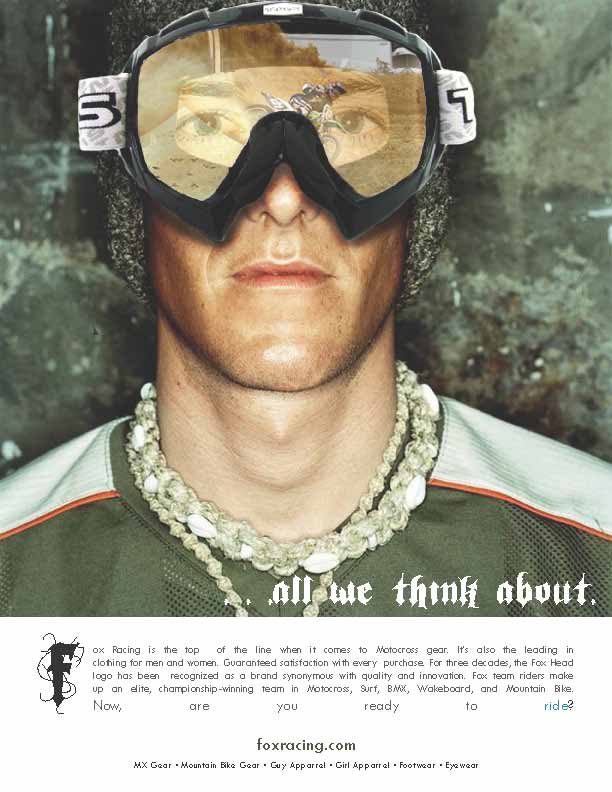 . . .all we think about.
Fox Racing is the top of the line when it comes to Motocross gear. It's also the leading in
clothing for men and women. Guaranteed satisfaction with every purchase. For three decades, the Fox Head
logo has been recognized as a brand synonymous with quality and innovation. Fox team riders make
up an elite, championship-winning team in Motocross, Surf, BMX, Wakeboard, and Mountain Bike.
Now, are you ready to ride?
foxracing.com
MX Gear • Mountain Bike Gear • Guy Apparrel • Girl Apparrel • Footwear • Eyewear